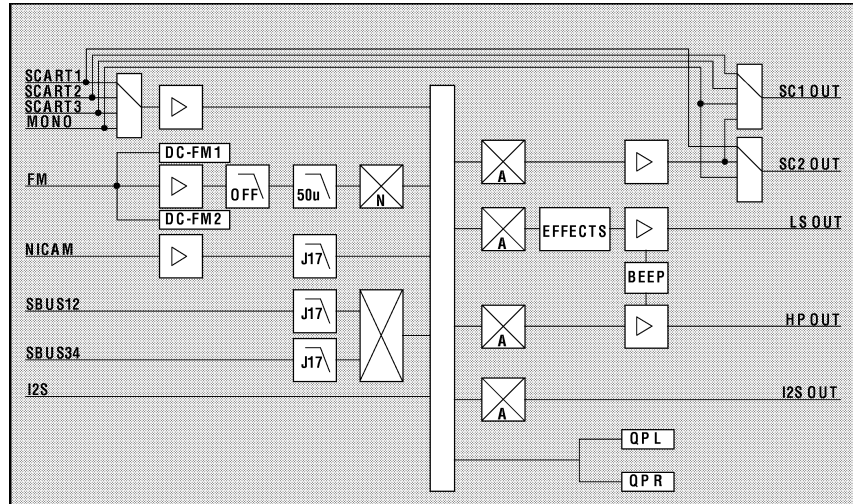 SCART1
SCART2
SCART3
MONO
SC1 OUT
DC-FM1
FM
OFF
50u
N
A
SC2 OUT
DC-FM2
A
EFFECTS
LS OUT
NICAM
J17
BEEP
SBUS12
J17
A
HP OUT
SBUS34
J17
I2S
A
I2S OUT
QPL
QPR